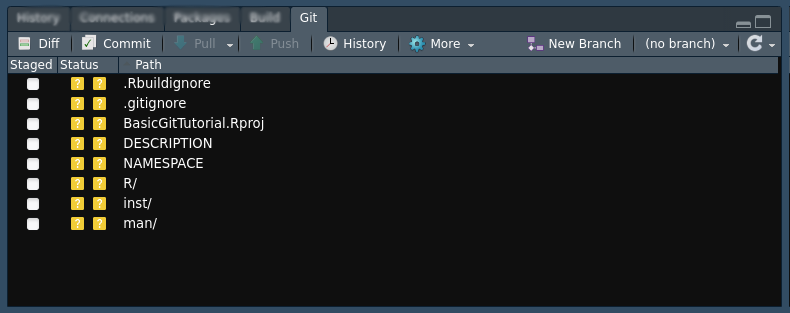 History Connections Packages Build Git
Diff Commit Pull Push History More New Branch (no branch)
Staged Status Path
? ? .Rbuildignore
? ? .gitignore
? ? BasicGitTutorial.Rproj
? ? DESCRIPTION
? ? NAMESPACE
? ? R/
? ? inst/
? ? man/